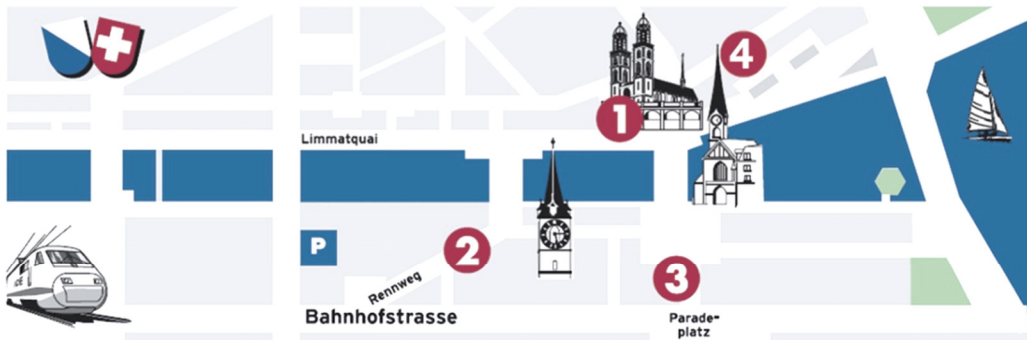 4
1
Limmatquai
P
2
3
Rennweg
Bahnhofstrasse
Parade-
platz